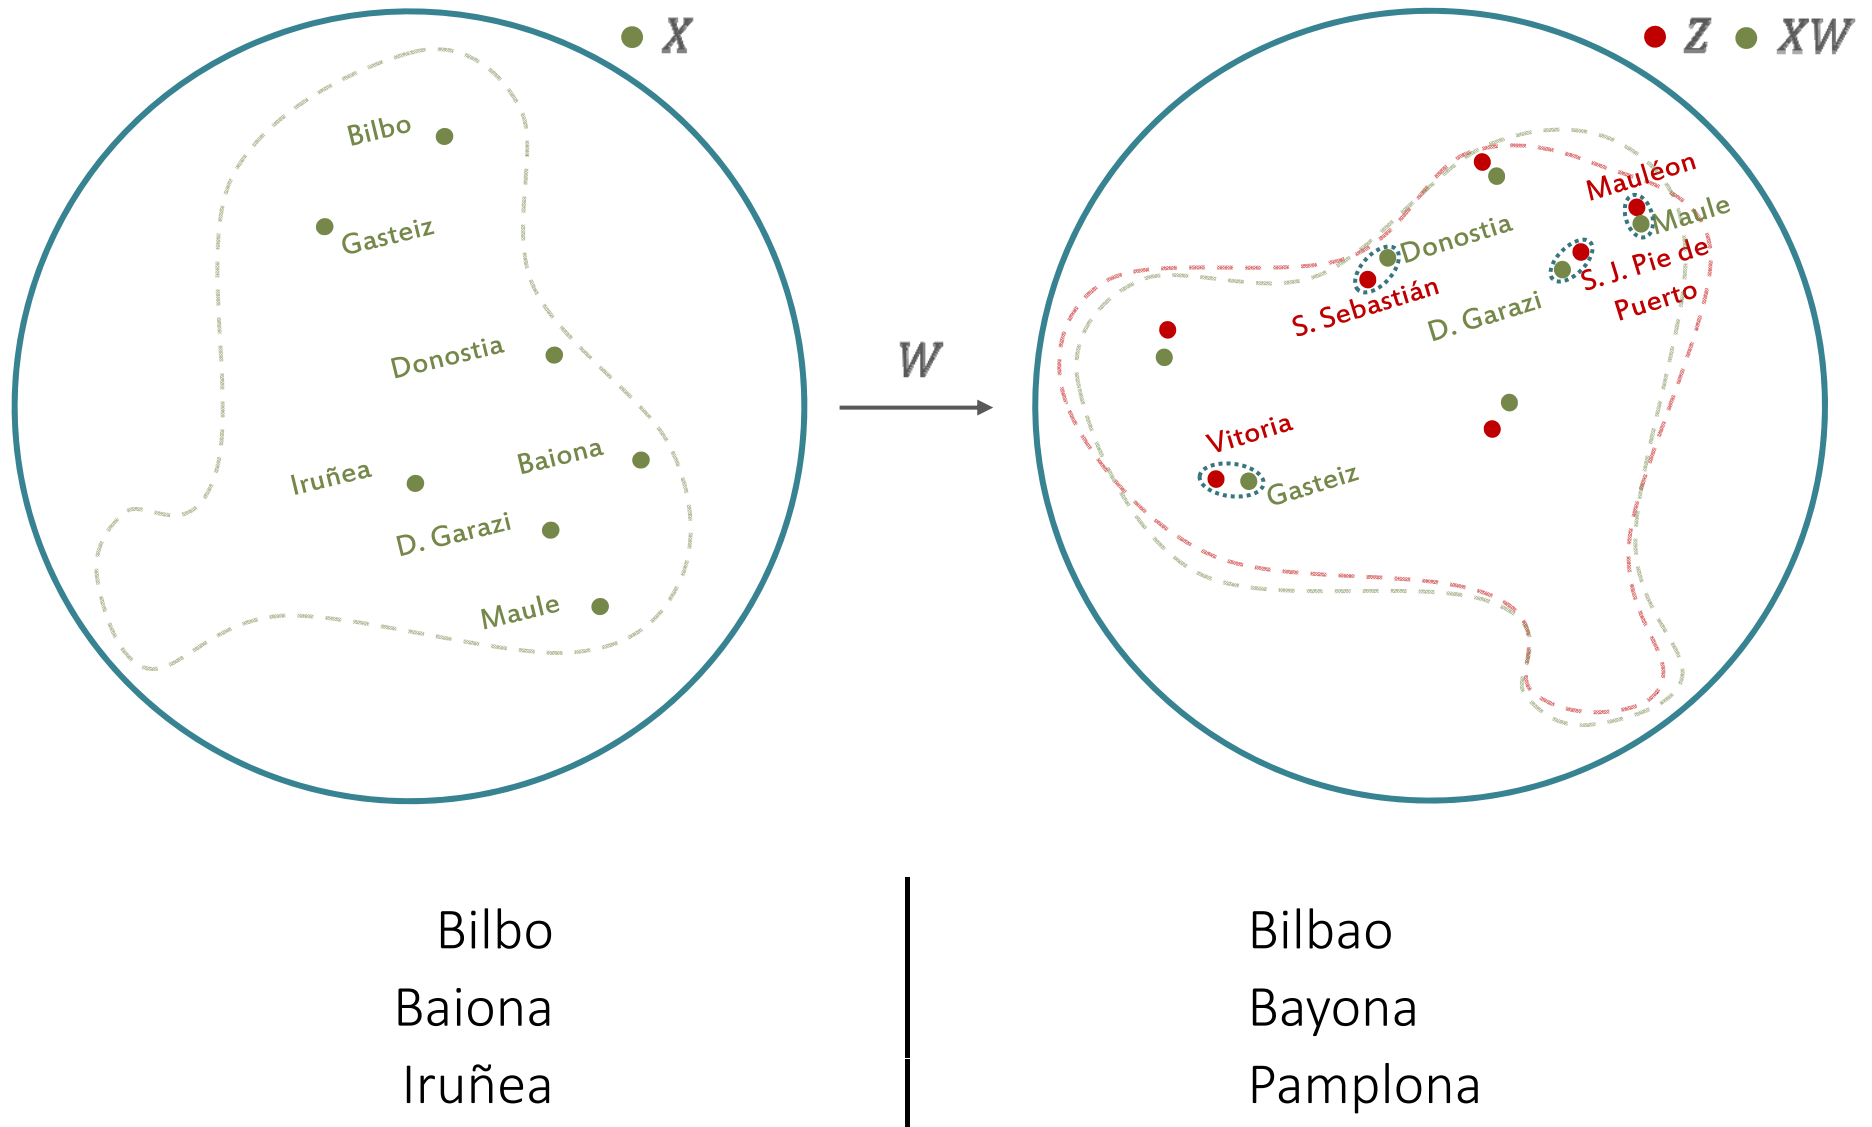 X
Bilbo
Gasteiz
Donostia
Baiona
Iruñea
D. Garazi
Maule
W
Z XW
Mauléon
Maule
Donostia
S. J. Pie de
Puerto
S. Sebastián
D. Garazi
Vitoria
Gasteiz
Bilbo Bilbao
Baiona Bayona
Iruñea Pamplona